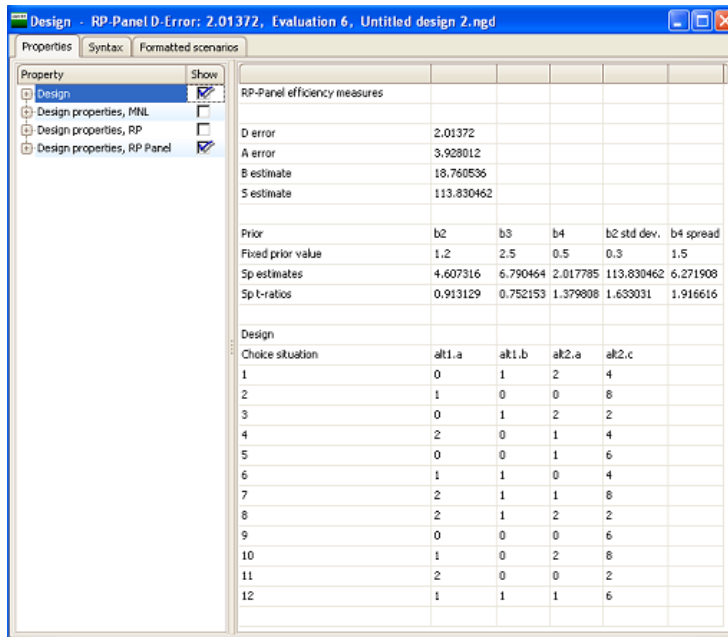 Design - RP-Panel D-Error: 2.01372, Evaluation 6, Untitled design 2.ngd
Properties Syntax Formatted scenarios
Property Show
Design
Design properties, MNL
Design properties, RP
Design properties, RP Panel
RP-Panel efficiency measures
D error 2.01372
A error 3.928012
B estimate 18.760536
S estimate 113.830462
Prior b2 b3 b4 b2 std dev. b4 spread
Fixed prior value 1.2 2.5 0.5 0.3 1.5
Sp estimates 4.607316 6.790464 2.017785 113.830462 6.271908
Sp t-ratios 0.913129 0.752153 1.379808 1.633031 1.916616
Design
Choice situation alt1.a alt1.b alt2.a alt2.c
1 0 1 2 4
2 1 0 0 8
3 0 1 2 2
4 2 0 1 4
5 0 0 1 6
6 1 1 0 4
7 2 1 1 8
8 2 1 2 2
9 0 0 0 6
10 1 0 2 8
11 2 0 0 2
12 1 1 1 6